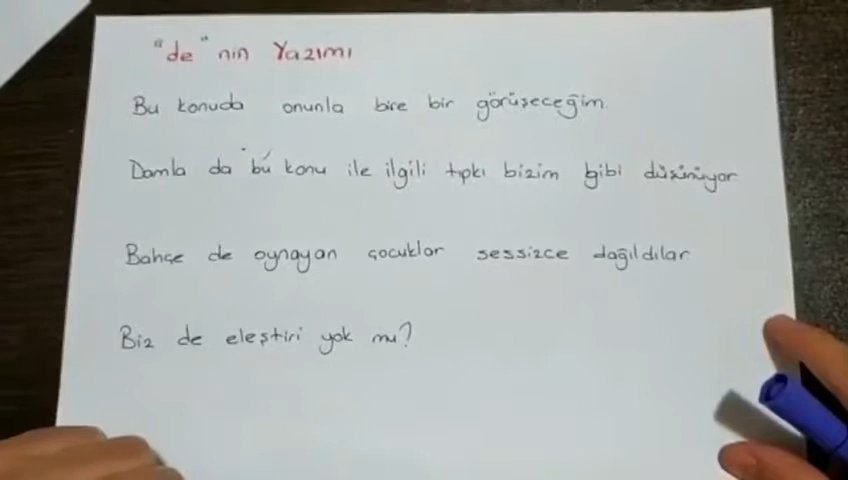 "de" nin Yazımı
Bu konuda onunla bire bir görüşeceğim
Damla da bu konu ile ilgili tıpkı bizim gibi düşünüyor
Bahçe de oynayan çocuklar sessizce dağıldılar
Biz de eleştiri yok mu?